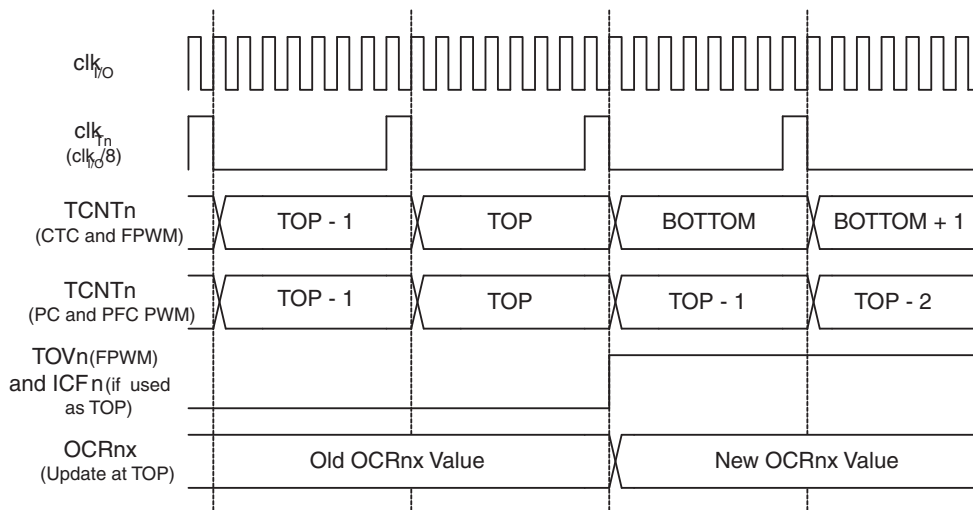 clkI/O
clkTn
(clkI/O/8)
TCNTn
(CTC and FPWM)
TOP - 1 TOP BOTTOM BOTTOM + 1
TCNTn
(PC and PFC PWM)
TOP - 1 TOP TOP - 1 TOP - 2
TOVn(FPWM)
and ICFn(if used
as TOP)
OCRnx
(Update at TOP)
Old OCRnx Value New OCRnx Value